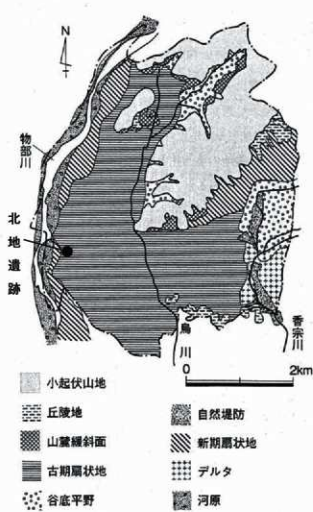 N
物部川
北地遺跡
烏川
香宗川
0 2km
小起伏山地
丘陵地
山麓緩斜面
古期扇状地
谷底平野
自然堤防
新期扇状地
デルタ
河原